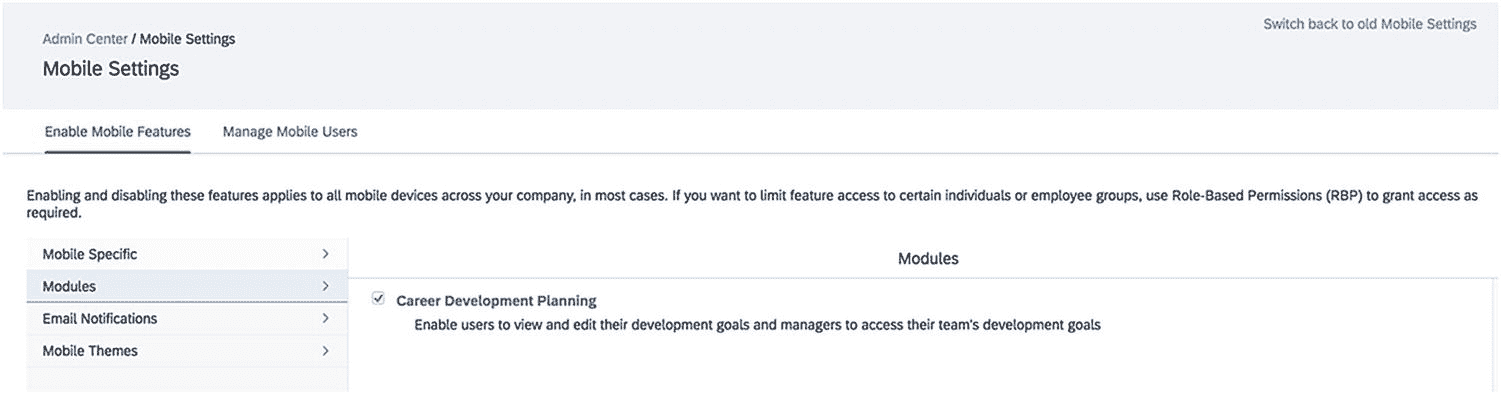 Switch back to old Mobile Settings
Admin Center / Mobile Settings
Mobile Settings
Enable Mobile Features
Manage Mobile Users
Enabling and disabling these features applies to all mobile devices across your company, in most cases. If you want to limit feature access to certain individuals or employee groups, use Role-Based Permissions (RBP) to grant access as
required.
Mobile Specific
Modules
Email Notifications
Mobile Themes
Modules
Career Development Planning
Enable users to view and edit their development goals and managers to access their team's development goals